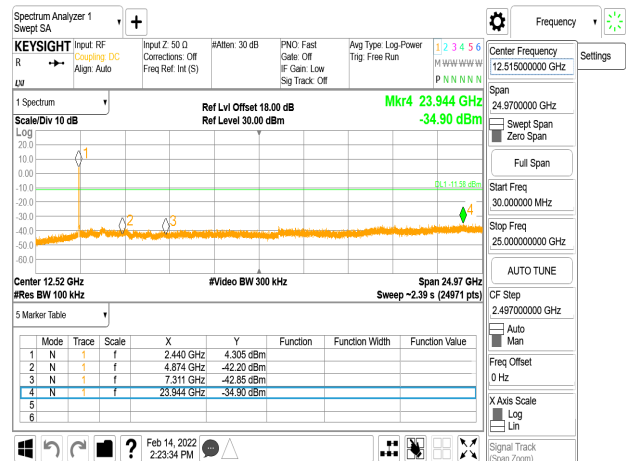 Spectrum Analyzer 1
Swept SA
Frequency
KEYSIGHT Input: RF Input Z: 50 Ω #Atten: 30 dB PNO: Fast Avg Type: Log-Power 1 2 3 4 5 6
R Coupling: DC Corrections: Off Gate: Off Trig: Free Run
Align: Auto Freq Ref: Int (S) IF Gain: Low M W W W W W
Sig Track: Off P N N N N N
LXI
1 Spectrum
Scale/Div 10 dB
Ref Lvl Offset 18.00 dB
Ref Level 30.00 dBm
Mkr4 23.944 GHz
-34.90 dBm
Log
20.0
10.0
0.00
-10.0
-20.0
-30.0
-40.0
-50.0
-60.0
1
2
3
4
DL1 -11.56 dBm
Center 12.52 GHz #Video BW 300 kHz Span 24.97 GHz
#Res BW 100 kHz Sweep ~2.39 s (24971 pts)
5 Marker Table
Mode Trace Scale X Y Function Function Width Function Value
1 N 1 f 2.440 GHz 4.305 dBm
2 N 1 f 4.874 GHz -42.20 dBm
3 N 1 f 7.311 GHz -42.85 dBm
4 N 1 f 23.944 GHz -34.90 dBm
5
6
?
Feb 14, 2022
2:23:34 PM
Center Frequency
12.515000000 GHz
Settings
Span
24.9700000 GHz
Swept Span
Zero Span
Full Span
Start Freq
30.000000 MHz
Stop Freq
25.000000000 GHz
AUTO TUNE
CF Step
2.497000000 GHz
Auto
Man
Freq Offset
0 Hz
X Axis Scale
Log
Lin
Signal Track
(Span Zoom)